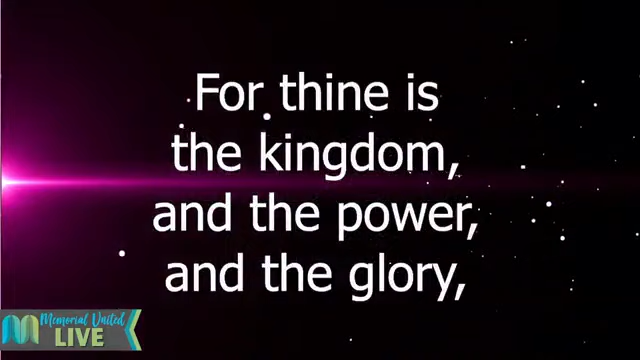 For thine is
the kingdom,
and the power,
and the glory,
Memorial United
LIVE